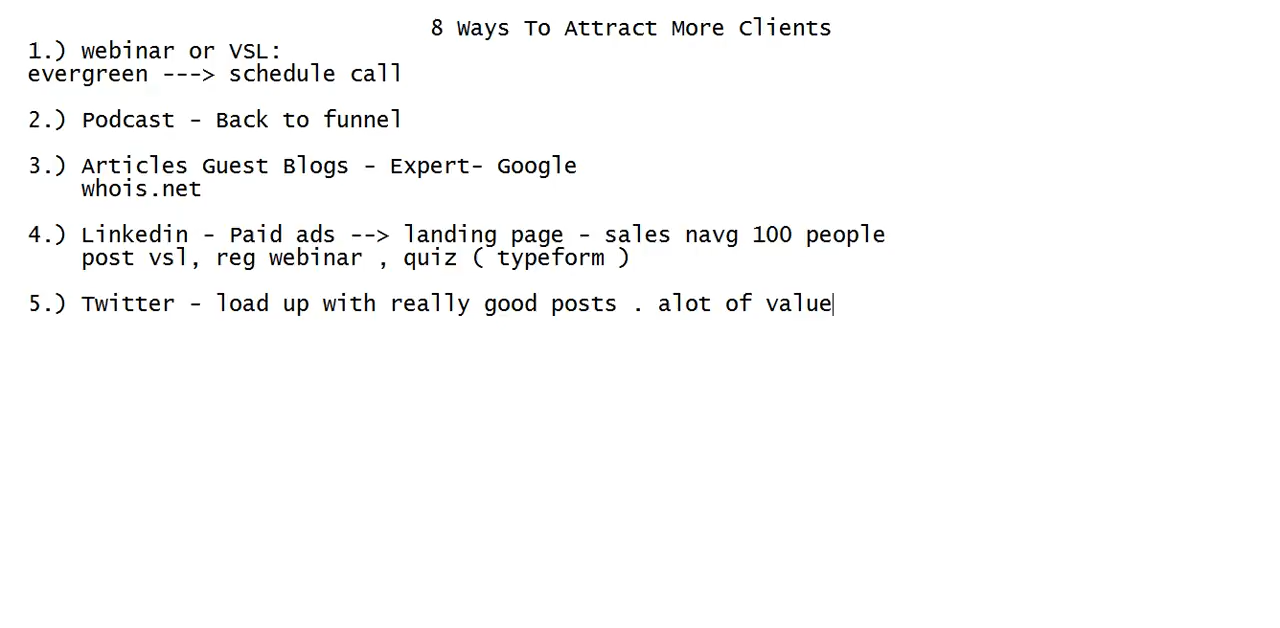 8 Ways To Attract More Clients
1.) webinar or VSL:
evergreen ---> schedule call
2.) Podcast - Back to funnel
3.) Articles Guest Blogs - Expert- Google
whois.net
4.) Linkedin - Paid ads --> landing page - sales navg 100 people
post vsl, reg webinar , quiz ( typeform )
5.) Twitter - load up with really good posts . alot of value